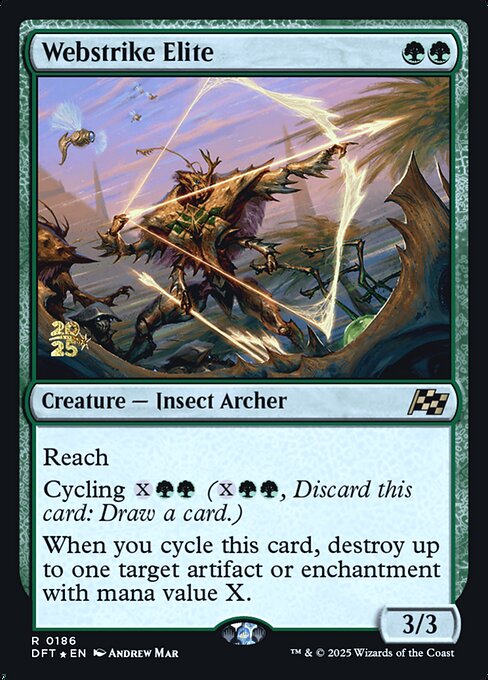 Webstrike Elite
20
25
Creature — Insect Archer
Reach
Cycling X (X, Discard this
card: Draw a card.)
When you cycle this card, destroy up
to one target artifact or enchantment
with mana value X.
3/3
R 0186
DFT ★ EN Andrew Mar
™ & © 2025 Wizards of the Coast